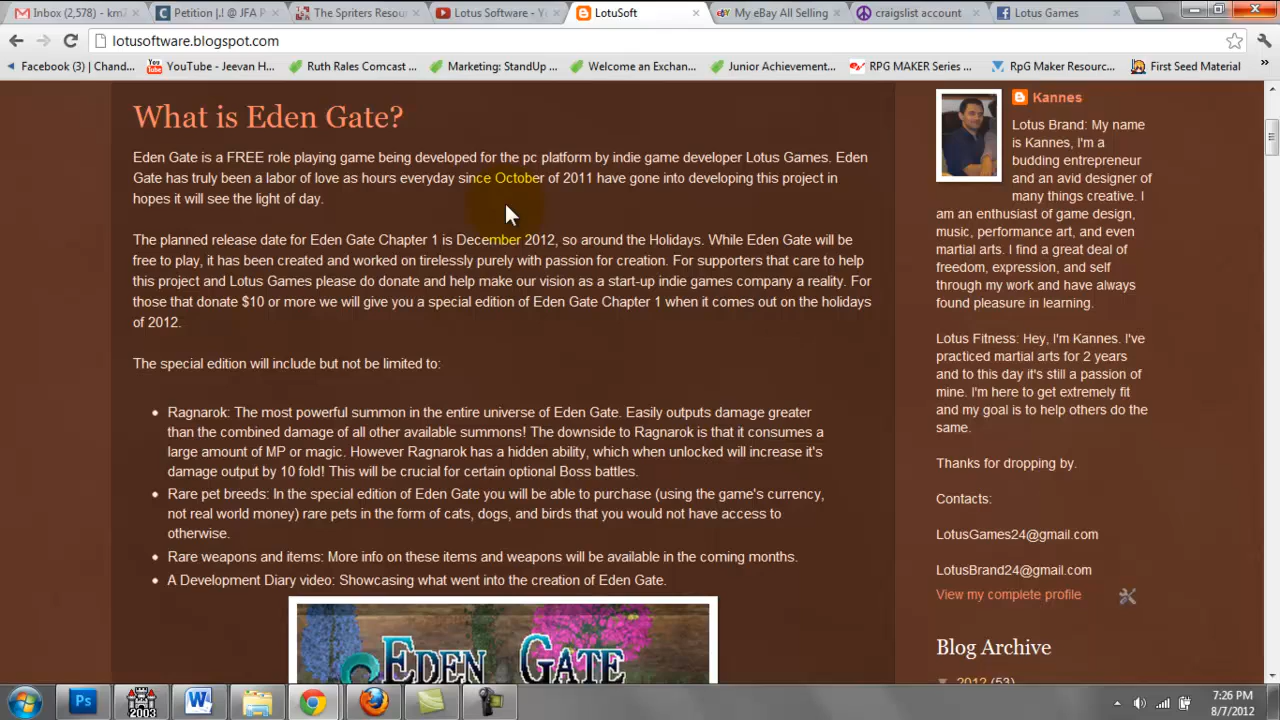 Inbox (2,578) - km
Petition |.! @ JFA P
The Spriters Resou
Lotus Software - Y
LotuSoft
My eBay All Selling
craigslist account
Lotus Games
lotusoftware.blogspot.com
Facebook (3) | Chand...
YouTube - Jeevan H...
Ruth Rales Comcast ...
Marketing: StandUp ...
Welcome an Exchan...
Junior Achievement...
RPG MAKER Series ...
RpG Maker Resourc...
First Seed Material
What is Eden Gate?
Eden Gate is a FREE role playing game being developed for the pc platform by indie game developer Lotus Games. Eden
Gate has truly been a labor of love as hours everyday since October of 2011 have gone into developing this project in
hopes it will see the light of day.
The planned release date for Eden Gate Chapter 1 is December 2012, so around the Holidays. While Eden Gate will be
free to play, it has been created and worked on tirelessly purely with passion for creation. For supporters that care to help
this project and Lotus Games please do donate and help make our vision as a start-up indie games company a reality. For
those that donate $10 or more we will give you a special edition of Eden Gate Chapter 1 when it comes out on the holidays
of 2012.
The special edition will include but not be limited to:
Ragnarok: The most powerful summon in the entire universe of Eden Gate. Easily outputs damage greater
than the combined damage of all other available summons! The downside to Ragnarok is that it consumes a
large amount of MP or magic. However Ragnarok has a hidden ability, which when unlocked will increase it's
damage output by 10 fold! This will be crucial for certain optional Boss battles.
Rare pet breeds: In the special edition of Eden Gate you will be able to purchase (using the game's currency,
not real world money) rare pets in the form of cats, dogs, and birds that you would not have access to
otherwise.
Rare weapons and items: More info on these items and weapons will be available in the coming months.
A Development Diary video: Showcasing what went into the creation of Eden Gate.
EDEN GATE
Kannes
Lotus Brand: My name
is Kannes, I'm a
budding entrepreneur
and an avid designer of
many things creative. I
am an enthusiast of game design,
music, performance art, and even
martial arts. I find a great deal of
freedom, expression, and self
through my work and have always
found pleasure in learning.
Lotus Fitness: Hey, I'm Kannes. I've
practiced martial arts for 2 years
and to this day it's still a passion of
mine. I'm here to get extremely fit
and my goal is to help others do the
same.
Thanks for dropping by.
Contacts:
LotusGames24@gmail.com
LotusBrand24@gmail.com
View my complete profile
Blog Archive
2012 (53)
Ps
2003
W
7:26 PM
8/7/2012